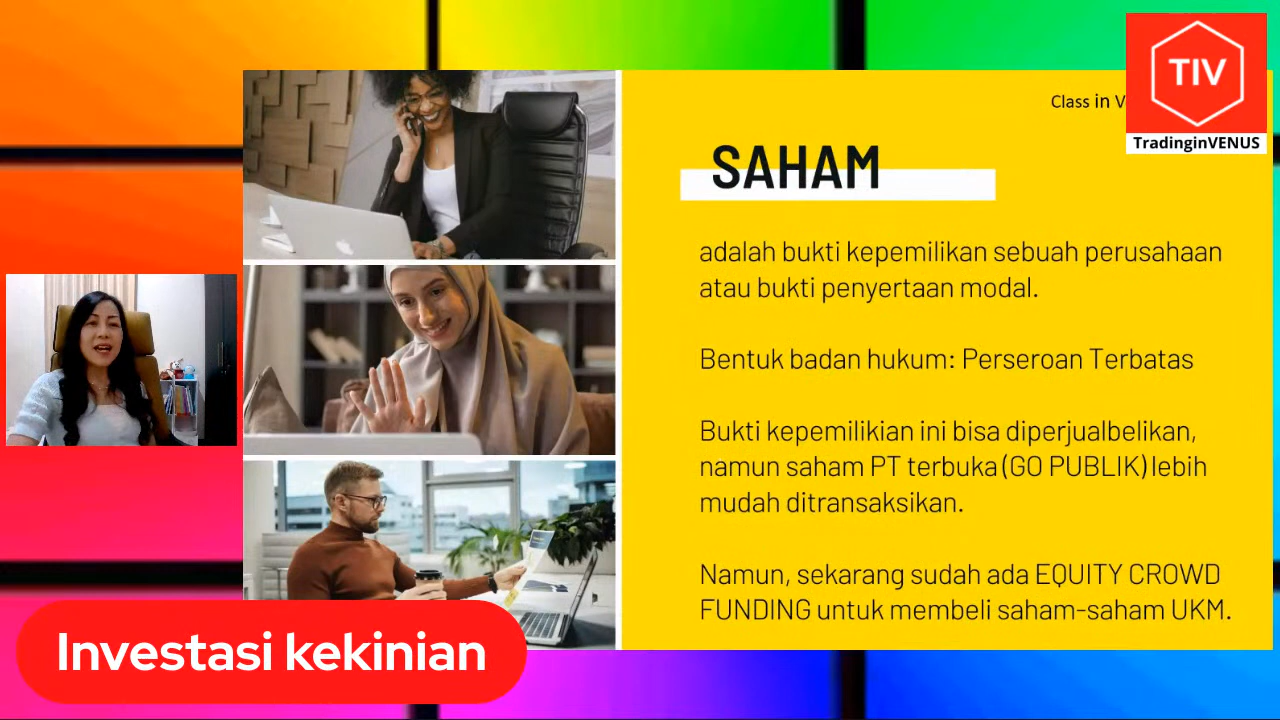 Class in V
TIV
TradinginVENUS
SAHAM
adalah bukti kepemilikan sebuah perusahaan
atau bukti penyertaan modal.
Bentuk badan hukum: Perseroan Terbatas
Bukti kepemilikian ini bisa diperjualbelikan,
namun saham PT terbuka (GO PUBLIK) lebih
mudah ditransaksikan.
Namun, sekarang sudah ada EQUITY CROWD
FUNDING untuk membeli saham-saham UKM.
Investasi kekinian